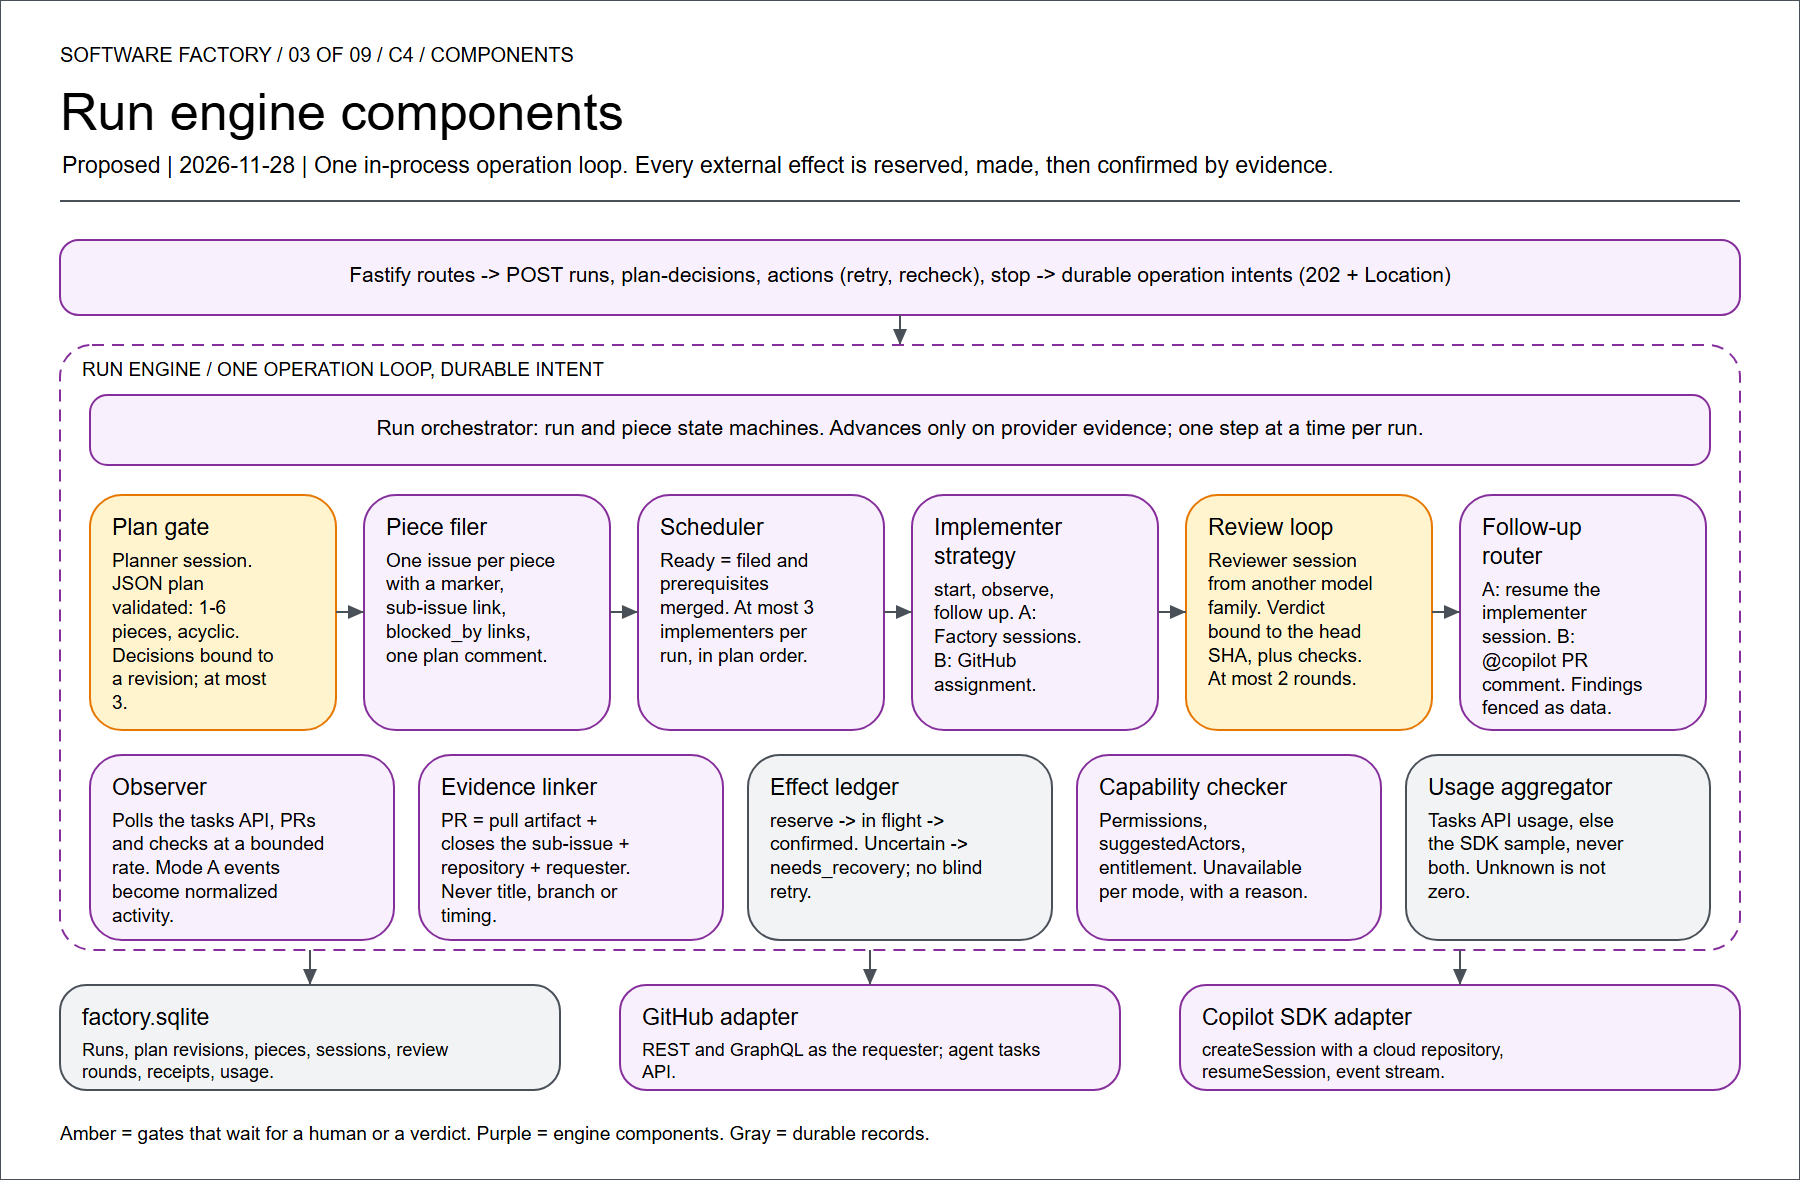 SOFTWARE FACTORY / 03 OF 09 / C4 / COMPONENTS
Run engine components
Proposed | 2026-11-28 | One in-process operation loop. Every external effect is reserved, made, then confirmed by evidence.
Fastify routes -> POST runs, plan-decisions, actions (retry, recheck), stop -> durable operation intents (202 + Location)
RUN ENGINE / ONE OPERATION LOOP, DURABLE INTENT
Run orchestrator: run and piece state machines. Advances only on provider evidence; one step at a time per run.
Plan gate
Planner session.
JSON plan
validated: 1-6
pieces, acyclic.
Decisions bound to
a revision; at most
3.
Piece filer
One issue per piece
with a marker,
sub-issue link,
blocked_by links,
one plan comment.
Scheduler
Ready = filed and
prerequisites
merged. At most 3
implementers per
run, in plan order.
Implementer
strategy
start, observe,
follow up. A:
Factory sessions.
B: GitHub
assignment.
Review loop
Reviewer session
from another model
family. Verdict
bound to the head
SHA, plus checks.
At most 2 rounds.
Follow-up
router
A: resume the
implementer
session. B:
@copilot PR
comment. Findings
fenced as data.
Observer
Polls the tasks API, PRs
and checks at a bounded
rate. Mode A events
become normalized
activity.
Evidence linker
PR = pull artifact +
closes the sub-issue +
repository + requester.
Never title, branch or
timing.
Effect ledger
reserve -> in flight ->
confirmed. Uncertain ->
needs_recovery; no blind
retry.
Capability checker
Permissions,
suggestedActors,
entitlement. Unavailable
per mode, with a reason.
Usage aggregator
Tasks API usage, else
the SDK sample, never
both. Unknown is not
zero.
factory.sqlite
Runs, plan revisions, pieces, sessions, review
rounds, receipts, usage.
GitHub adapter
REST and GraphQL as the requester; agent tasks
API.
Copilot SDK adapter
createSession with a cloud repository,
resumeSession, event stream.
Amber = gates that wait for a human or a verdict. Purple = engine components. Gray = durable records.